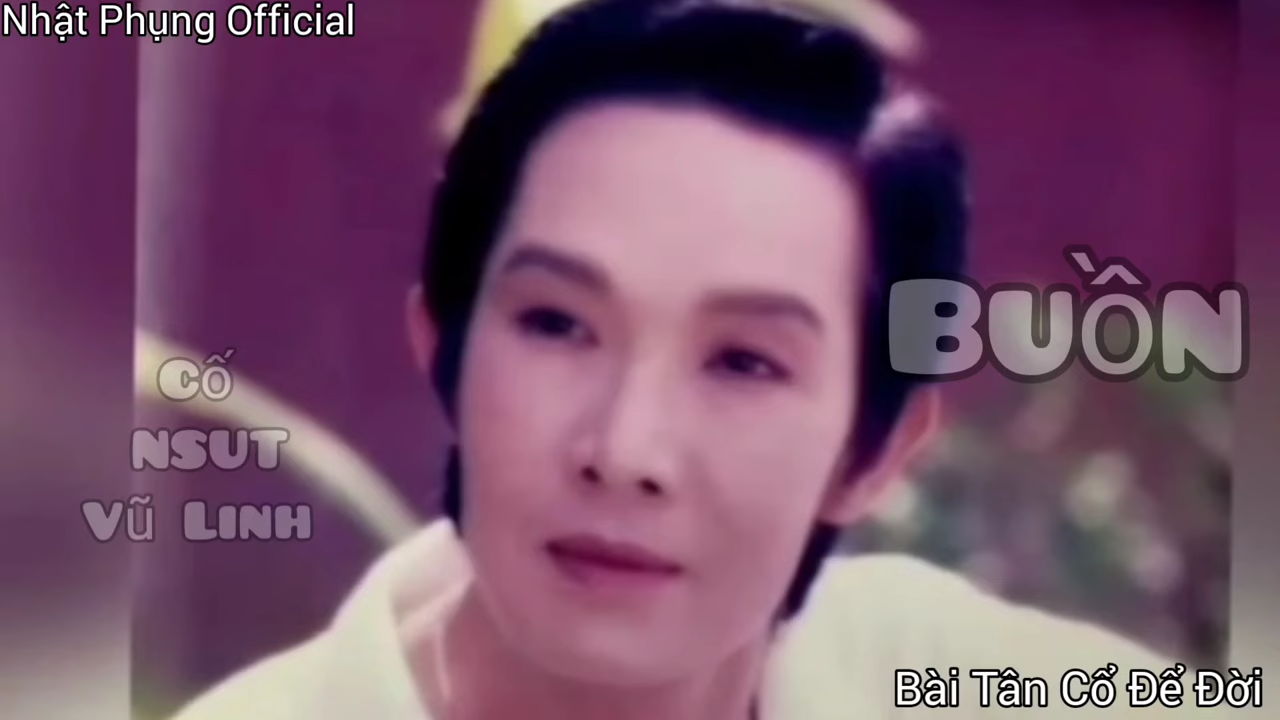 Nhật Phụng Official
Buồn
Cố
NSUT
Vũ Linh
Bài Tân Cổ Để Đời